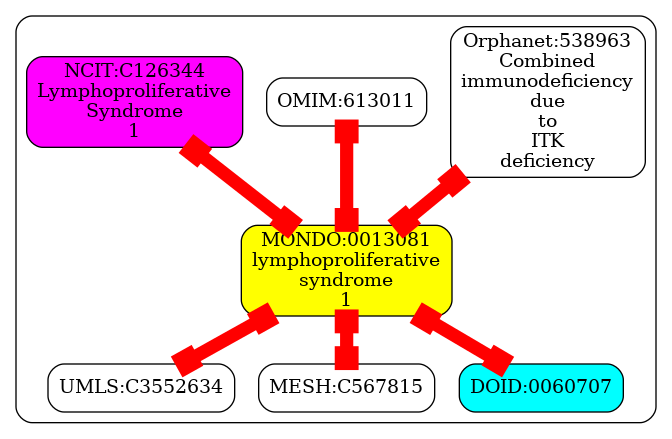 NCIT:C126344
Lymphoproliferative
Syndrome
1
OMIM:613011
Orphanet:538963
Combined
immunodeficiency
due
to
ITK
deficiency
MONDO:0013081
lymphoproliferative
syndrome
1
UMLS:C3552634
MESH:C567815
DOID:0060707